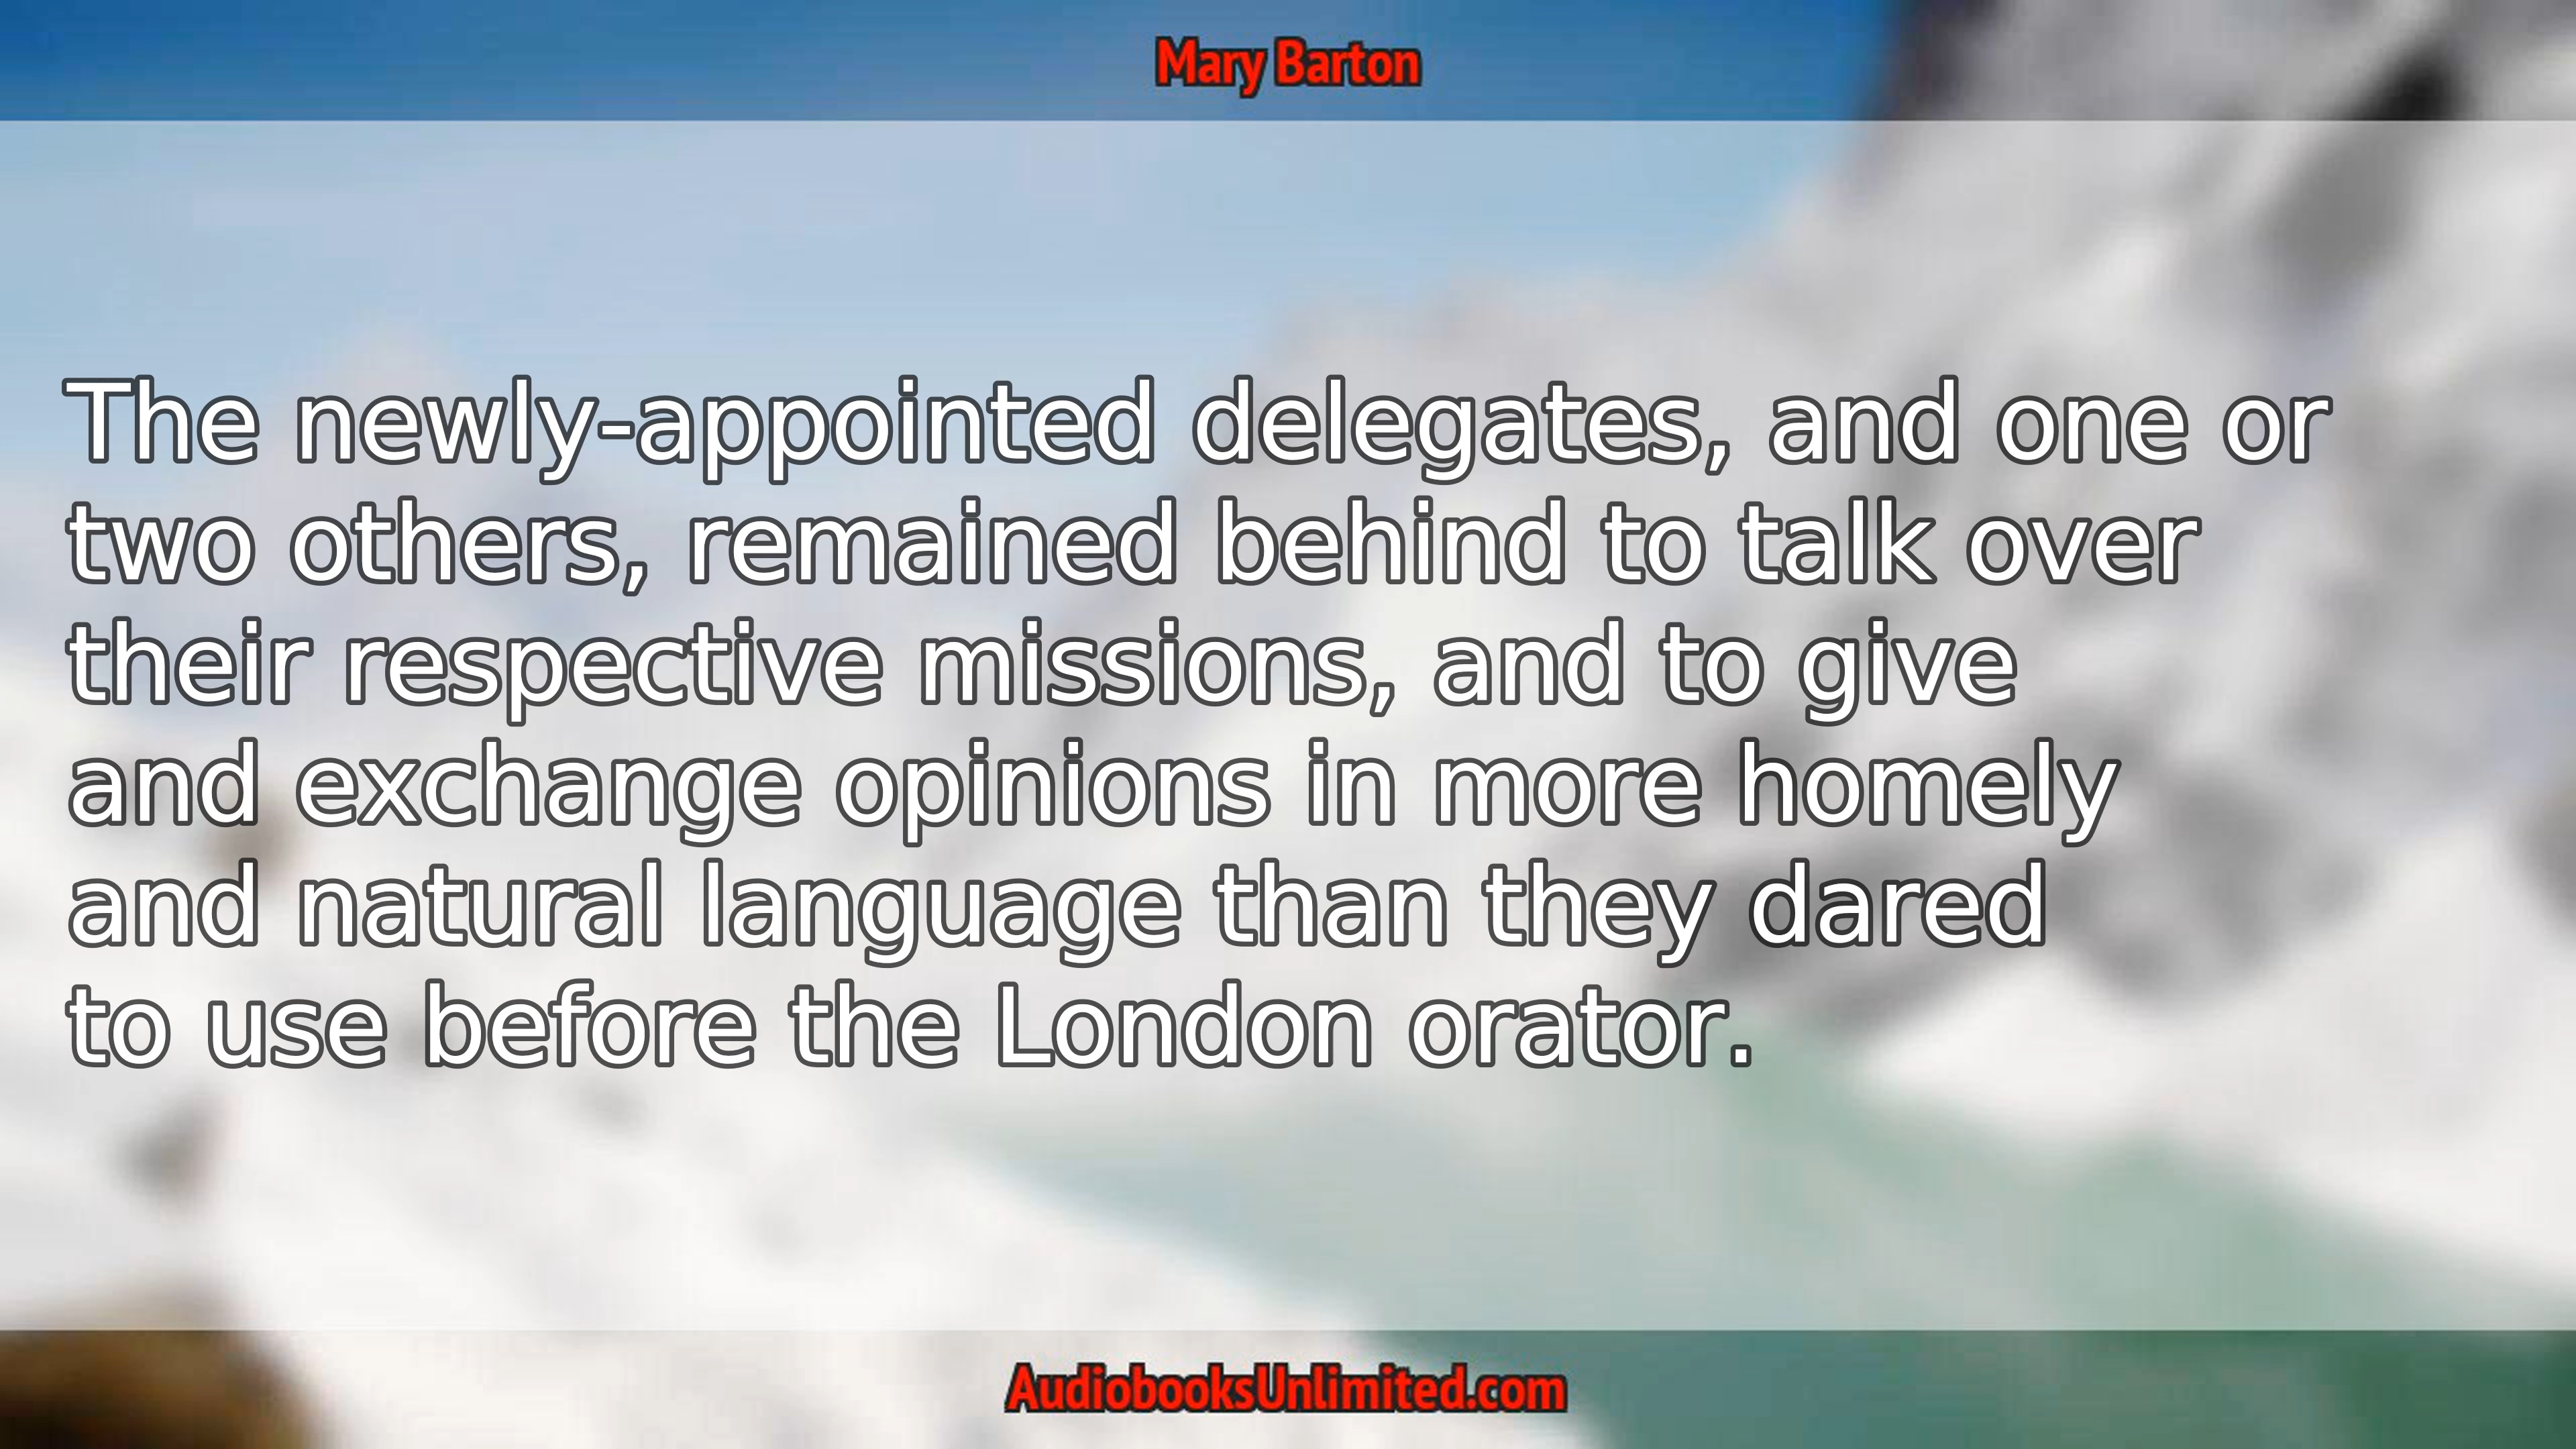 Mary Barton
The newly-appointed delegates, and one or
two others, remained behind to talk over
their respective missions, and to give
and exchange opinions in more homely
and natural language than they dared
to use before the London orator.
AudiobooksUnlimited.com